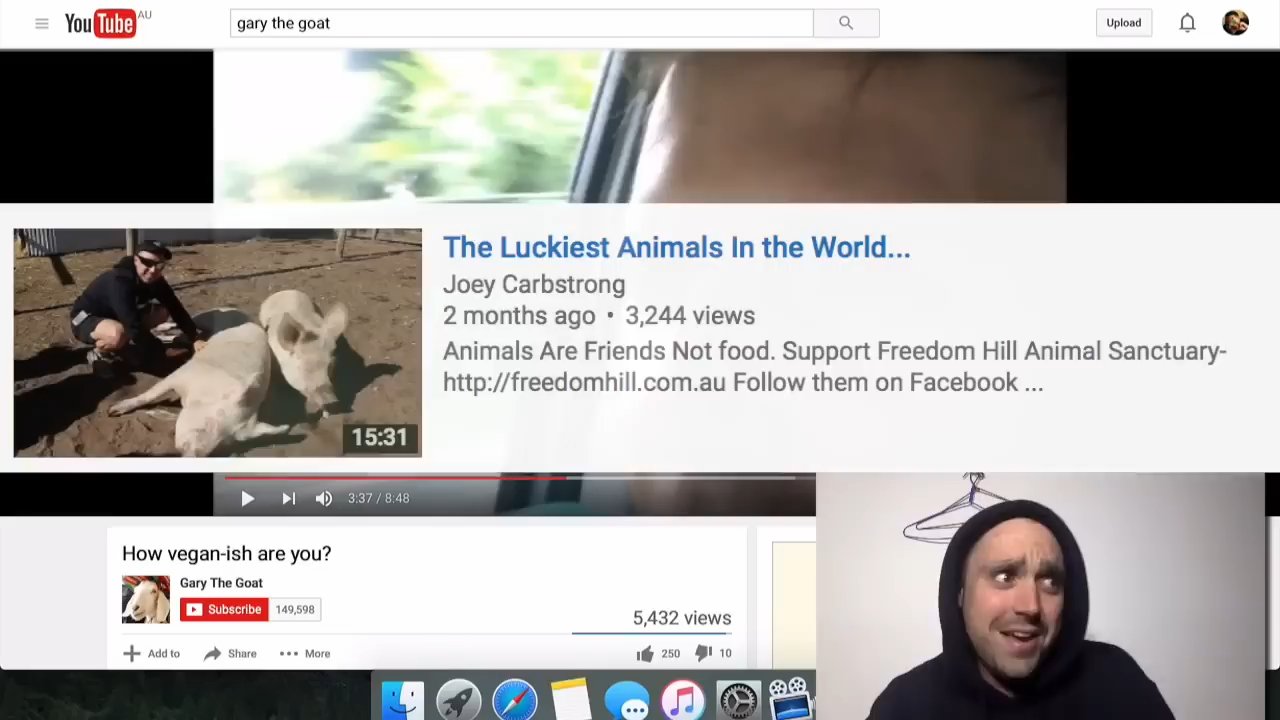 YouTube AU
gary the goat
Upload
The Luckiest Animals In the World...
Joey Carbstrong
2 months ago • 3,244 views
Animals Are Friends Not food. Support Freedom Hill Animal Sanctuary-
http://freedomhill.com.au Follow them on Facebook ...
15:31
3:37 / 8:48
How vegan-ish are you?
Gary The Goat
Subscribe 149,598
5,432 views
Add to Share More 250 10